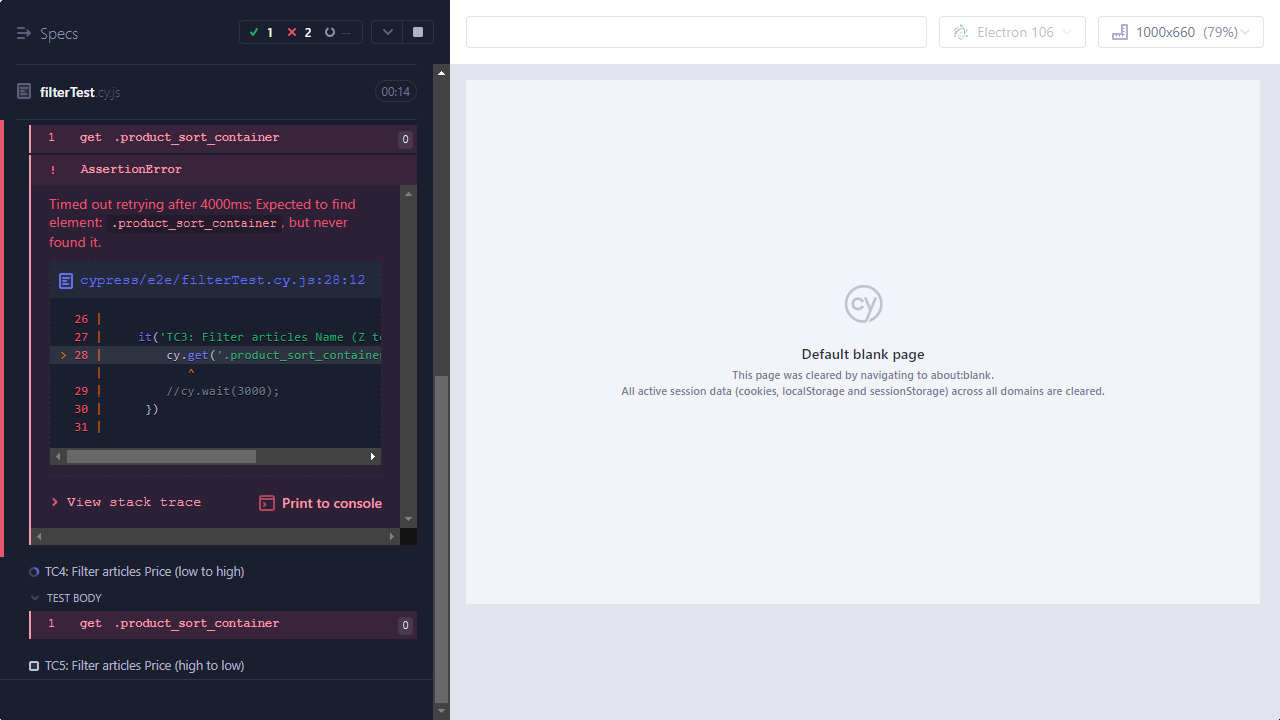 Specs
1
2
--
filterTest.cy.js
00:14
1 get .product_sort_container 0
! AssertionError
Timed out retrying after 4000ms: Expected to find
element: .product_sort_container, but never
found it.
cypress/e2e/filterTest.cy.js:28:12
26 |
27 | it('TC3: Filter articles Name (Z to
> 28 | cy.get('.product_sort_container
| ^
29 | //cy.wait(3000);
30 | })
31 |
> View stack trace
Print to console
TC4: Filter articles Price (low to high)
TEST BODY
1 get .product_sort_container 0
TC5: Filter articles Price (high to low)
Electron 106
1000x660 (79%)
cy
Default blank page
This page was cleared by navigating to about:blank.
All active session data (cookies, localStorage and sessionStorage) across all domains are cleared.